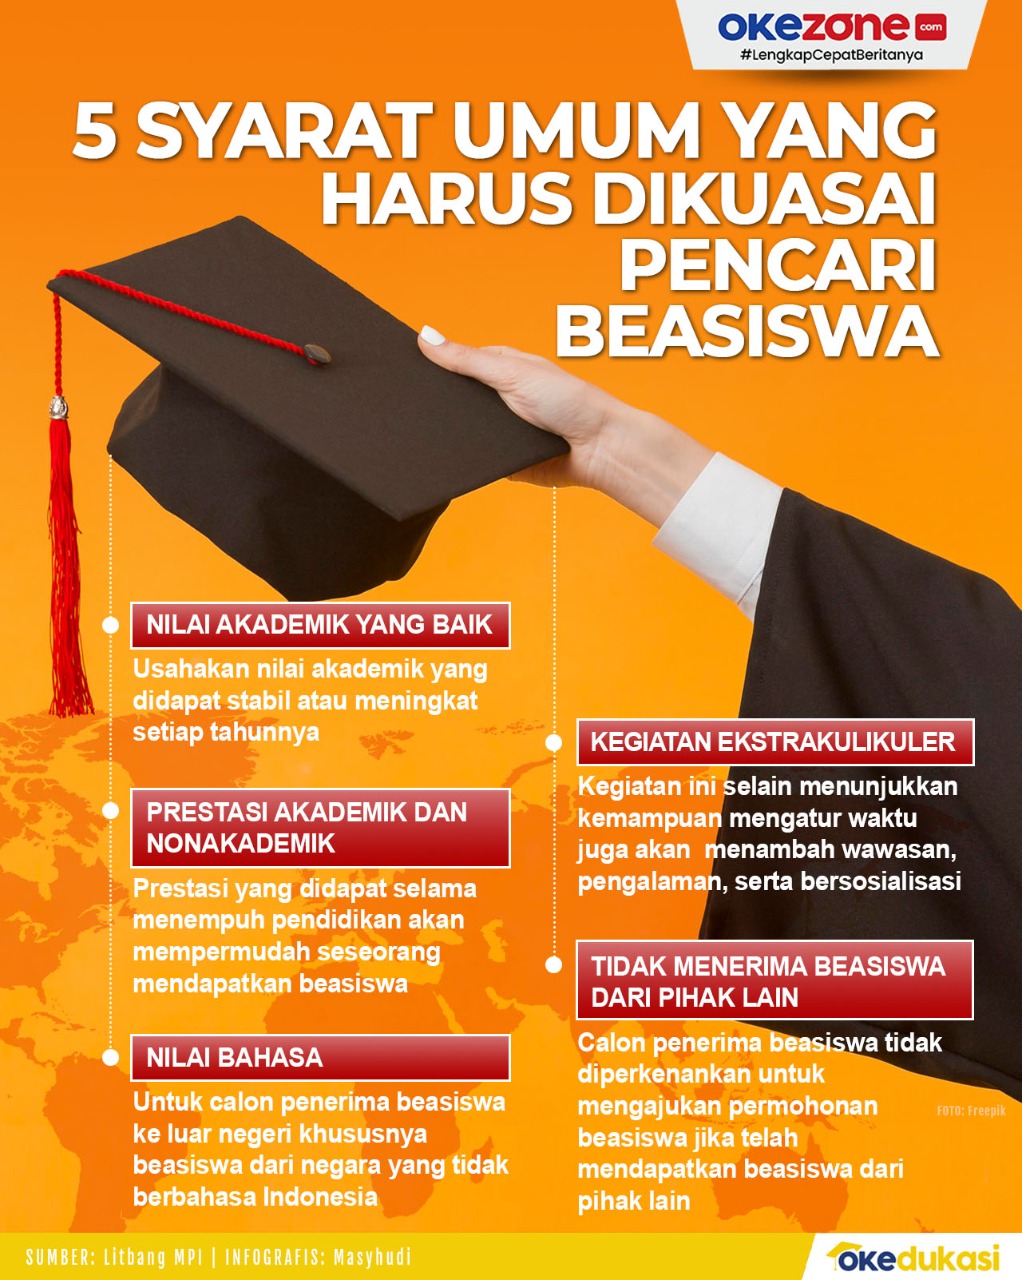 okezone.com
#LengkapCepatBeritanya
5 SYARAT UMUM YANG
HARUS DIKUASAI
PENCARI
BEASISWA
NILAI AKADEMIK YANG BAIK
Usahakan nilai akademik yang
didapat stabil atau meningkat
setiap tahunnya
PRESTASI AKADEMIK DAN
NONAKADEMIK
Prestasi yang didapat selama
menempuh pendidikan akan
mempermudah seseorang
mendapatkan beasiswa
NILAI BAHASA
Untuk calon penerima beasiswa
ke luar negeri khususnya
beasiswa dari negara yang tidak
berbahasa Indonesia
KEGIATAN EKSTRAKULIKULER
Kegiatan ini selain menunjukkan
kemampuan mengatur waktu
juga akan  menambah wawasan,
pengalaman, serta bersosialisasi
TIDAK MENERIMA BEASISWA
DARI PIHAK LAIN
Calon penerima beasiswa tidak
diperkenankan untuk
mengajukan permohonan
beasiswa jika telah
mendapatkan beasiswa dari
pihak lain
FOTO: Freepik
SUMBER: Litbang MPI | INFOGRAFIS: Masyhudi
okedukasi